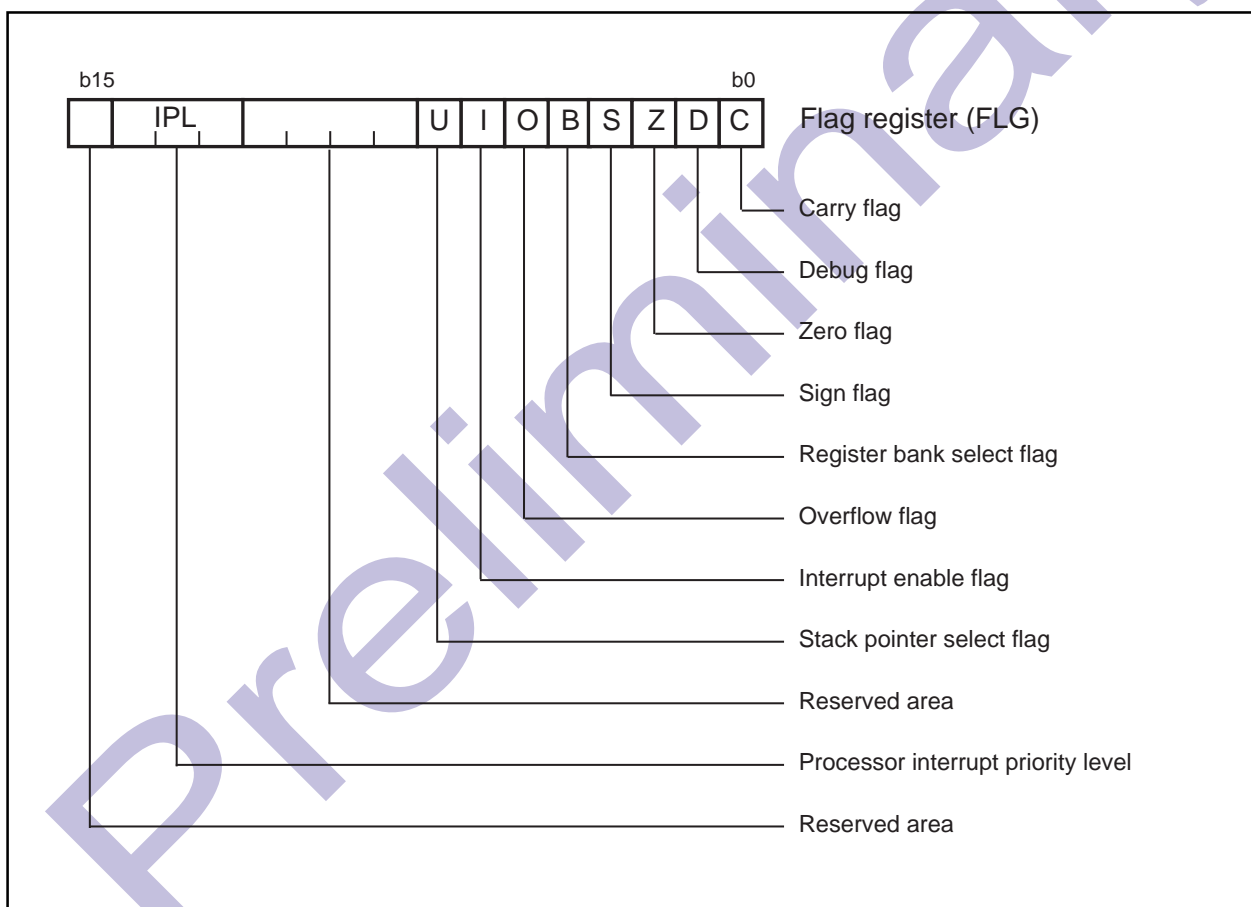 b15 b0
IPL U I O B S Z D C Flag register (FLG)
Carry flag
Debug flag
Zero flag
Sign flag
Register bank select flag
Overflow flag
Interrupt enable flag
Stack pointer select flag
Reserved area
Processor interrupt priority level
Reserved area